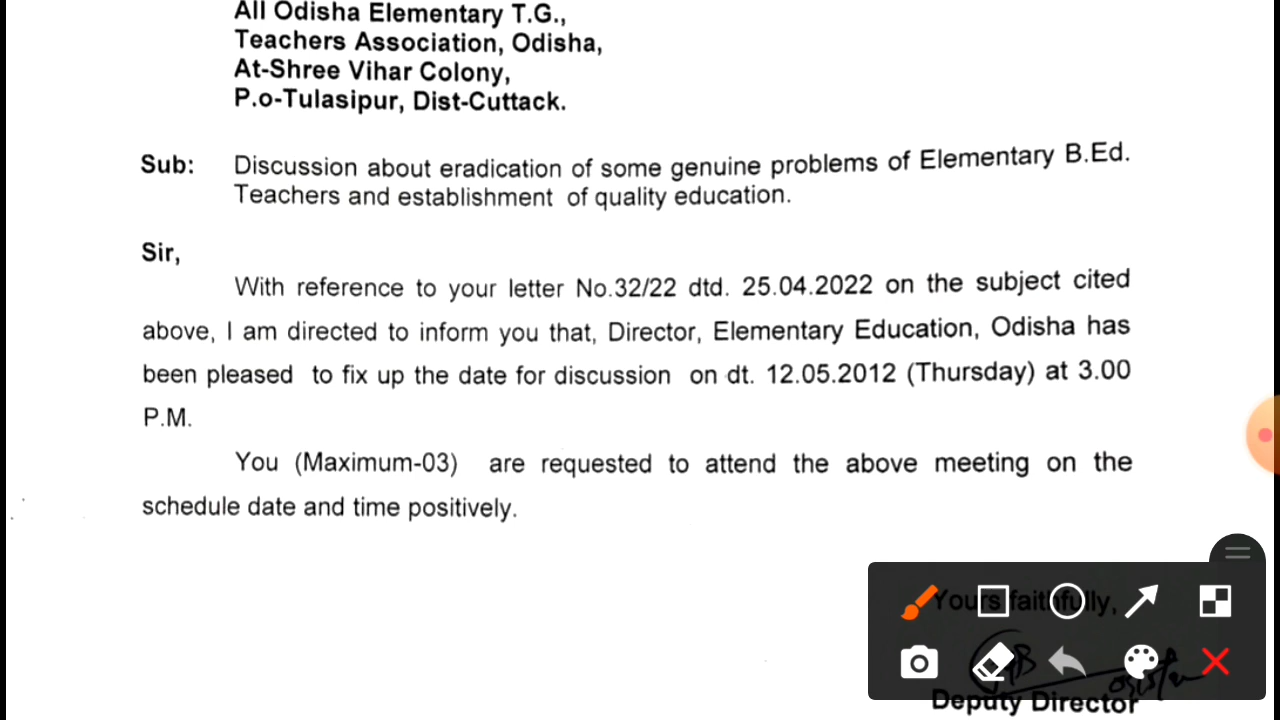 All Odisha Elementary T.G.,
Teachers Association, Odisha,
At-Shree Vihar Colony,
P.o-Tulasipur, Dist-Cuttack.
Sub: Discussion about eradication of some genuine problems of Elementary B.Ed.
Teachers and establishment of quality education.
Sir,
With reference to your letter No.32/22 dtd. 25.04.2022 on the subject cited
above, I am directed to inform you that, Director, Elementary Education, Odisha has
been pleased to fix up the date for discussion on dt. 12.05.2012 (Thursday) at 3.00
P.M.
You (Maximum-03) are requested to attend the above meeting on the
schedule date and time positively.
Yours faithfully,
Deputy Director